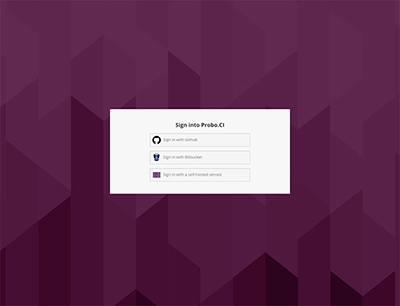 Sign into Probo.CI
Sign in with Github
Sign in with Bitbucket
Sign in with a self-hosted service